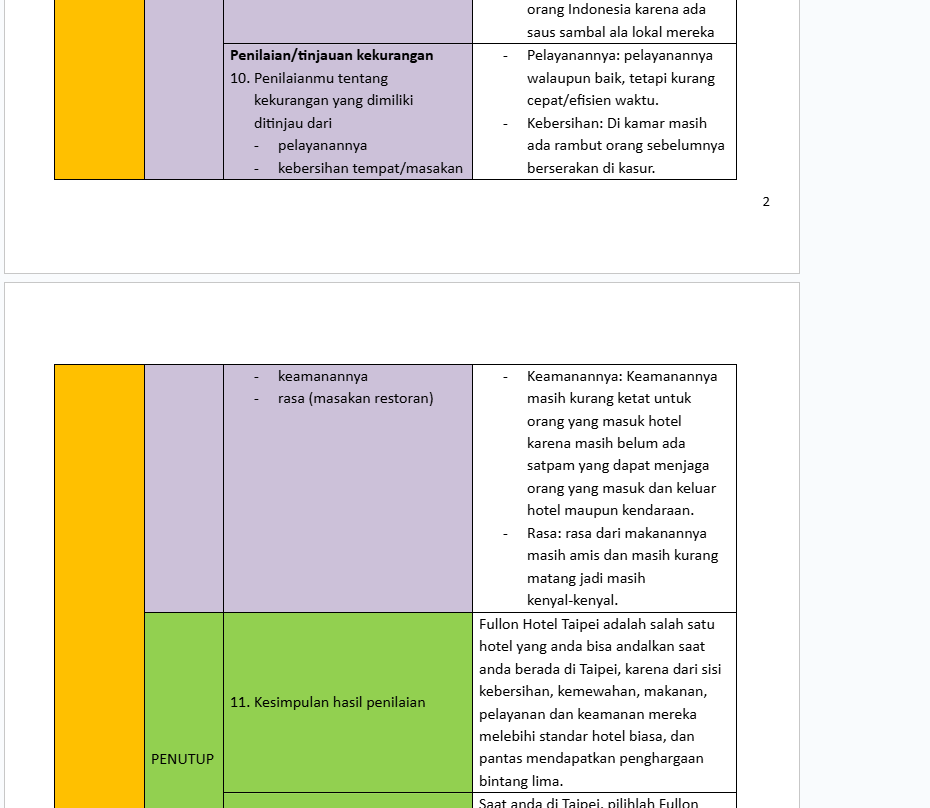 orang Indonesia karena ada
saus sambal ala lokal mereka
Penilaian/tinjauan kekurangan
10. Penilaianmu tentang
kekurangan yang dimiliki
ditinjau dari
- pelayanannya
- kebersihan tempat/masakan
- Pelayanannya: pelayanannya
walaupun baik, tetapi kurang
cepat/efisien waktu.
- Kebersihan: Di kamar masih
ada rambut orang sebelumnya
berserakan di kasur.
2
- keamanannya
- rasa (masakan restoran)
- Keamanannya: Keamanannya
masih kurang ketat untuk
orang yang masuk hotel
karena masih belum ada
satpam yang dapat menjaga
orang yang masuk dan keluar
hotel maupun kendaraan.
- Rasa: rasa dari makanannya
masih amis dan masih kurang
matang jadi masih
kenyal-kenyal.
PENUTUP
11. Kesimpulan hasil penilaian
Fullon Hotel Taipei adalah salah satu
hotel yang anda bisa andalkan saat
anda berada di Taipei, karena dari sisi
kebersihan, kemewahan, makanan,
pelayanan dan keamanan mereka
melebihi standar hotel biasa, dan
pantas mendapatkan penghargaan
bintang lima.
Saat anda di Taipei, pilihlah Fullon